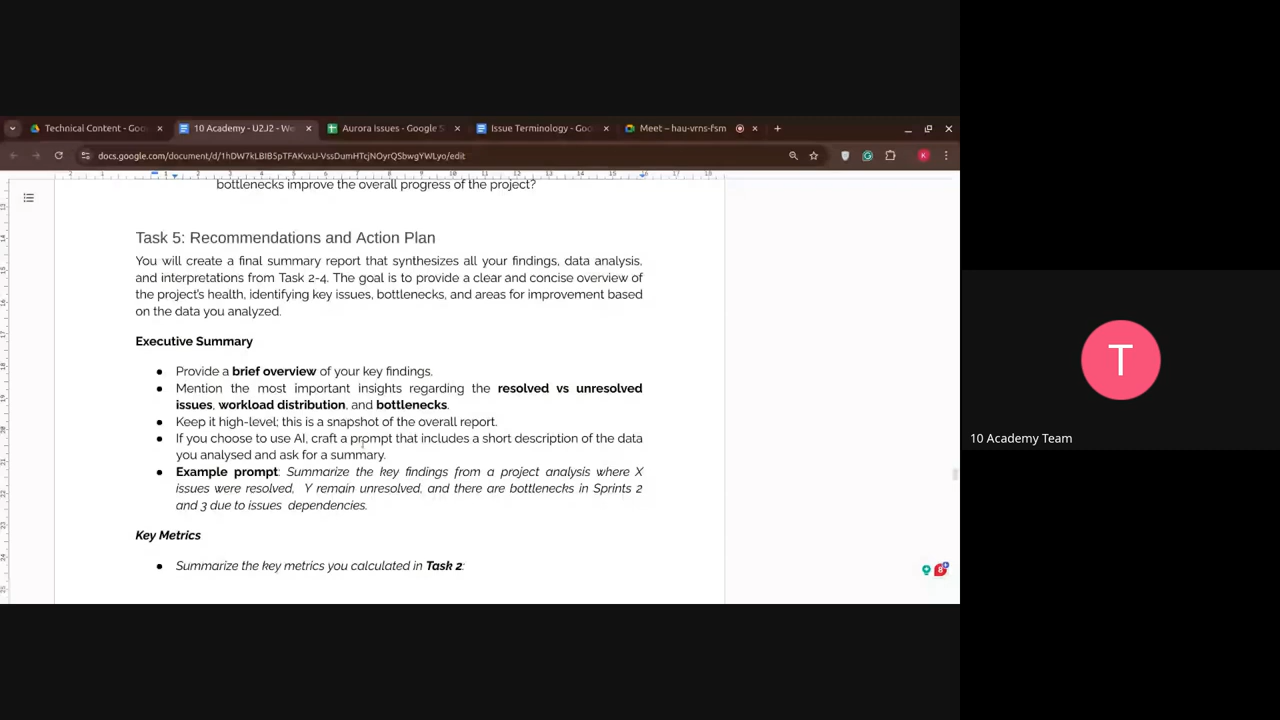 Technical Content - Goo
10 Academy - U2J2 - We
Aurora Issues - Google S
Issue Terminology - Goo
Meet – hau-vrns-fsm
docs.google.com/document/d/1hDW7kLBIB5pTFAKvxU-VssDumHTcjNOyrQSbwgYWLyo/edit
K
bottlenecks improve the overall progress of the project?
Task 5: Recommendations and Action Plan
You will create a final summary report that synthesizes all your findings, data analysis,
and interpretations from Task 2-4. The goal is to provide a clear and concise overview of
the project's health, identifying key issues, bottlenecks, and areas for improvement based
on the data you analyzed.
Executive Summary
● Provide a brief overview of your key findings.
● Mention the most important insights regarding the resolved vs unresolved
issues, workload distribution, and bottlenecks.
● Keep it high-level; this is a snapshot of the overall report.
● If you choose to use AI, craft a prompt that includes a short description of the data
you analysed and ask for a summary.
● Example prompt: Summarize the key findings from a project analysis where X
issues were resolved, Y remain unresolved, and there are bottlenecks in Sprints 2
and 3 due to issues dependencies.
Key Metrics
● Summarize the key metrics you calculated in Task 2:
T
10 Academy Team